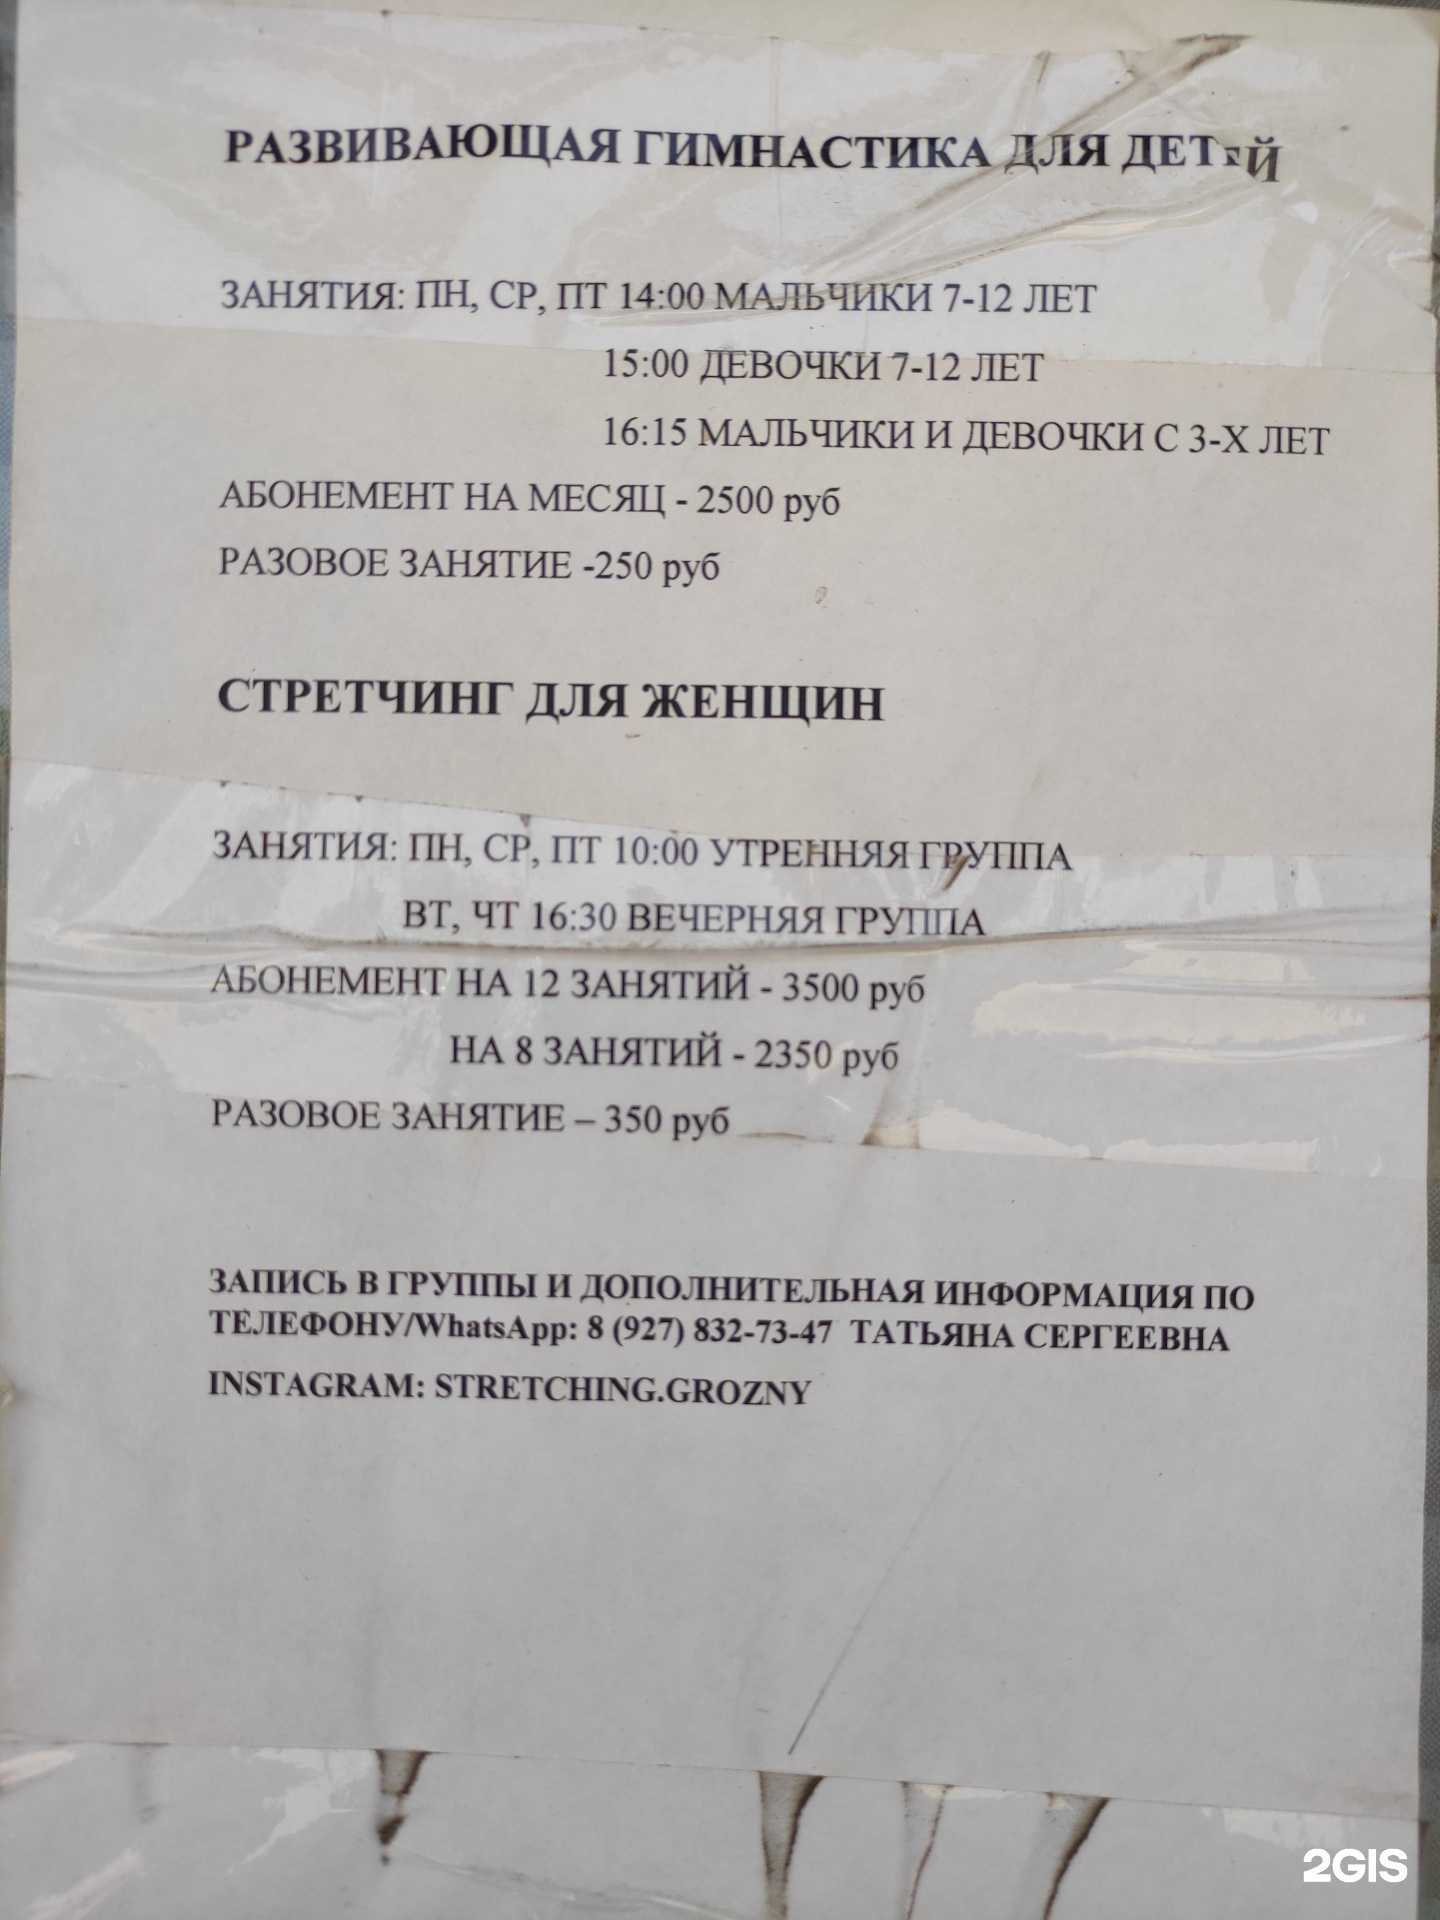 РАЗВИВАЮЩАЯ ГИМНАСТИКА ДЛЯ ДЕТЕЙ
ЗАНЯТИЯ: ПН, СР, ПТ 14:00 МАЛЬЧИКИ 7-12 ЛЕТ
15:00 ДЕВОЧКИ 7-12 ЛЕТ
16:15 МАЛЬЧИКИ И ДЕВОЧКИ С 3-Х ЛЕТ
АБОНЕМЕНТ НА МЕСЯЦ - 2500 руб
РАЗОВОЕ ЗАНЯТИЕ -250 руб
СТРЕТЧИНГ ДЛЯ ЖЕНЩИН
ЗАНЯТИЯ: ПН, СР, ПТ 10:00 УТРЕННЯЯ ГРУППА
ВТ, ЧТ 16:30 ВЕЧЕРНЯЯ ГРУППА
АБОНЕМЕНТ НА 12 ЗАНЯТИЙ - 3500 руб
НА 8 ЗАНЯТИЙ - 2350 руб
РАЗОВОЕ ЗАНЯТИЕ – 350 руб
ЗАПИСЬ В ГРУППЫ И ДОПОЛНИТЕЛЬНАЯ ИНФОРМАЦИЯ ПО
ТЕЛЕФОНУ/WhatsApp: 8 (927) 832-73-47 ТАТЬЯНА СЕРГЕЕВНА
INSTAGRAM: STRETCHING.GROZNY
2GIS